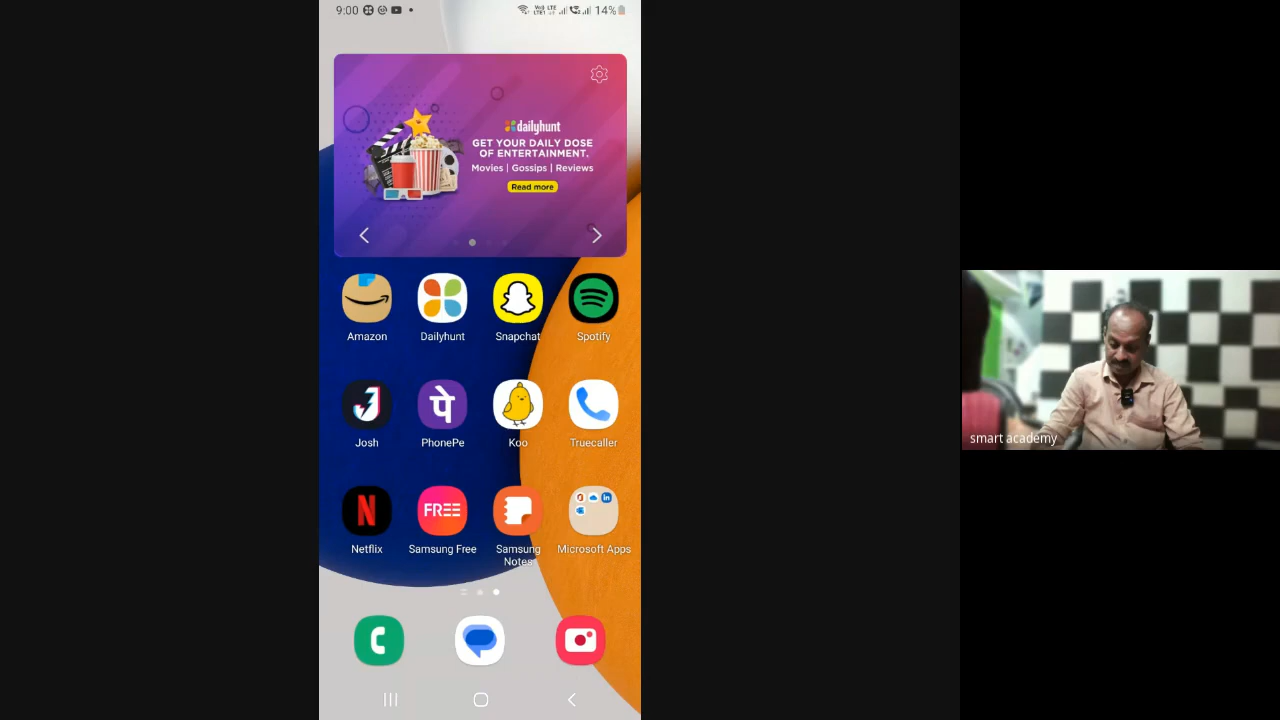 9:00
14%
dailyhunt
GET YOUR DAILY DOSE
OF ENTERTAINMENT.
Movies | Gossips | Reviews
Read more
Amazon
Dailyhunt
Snapchat
Spotify
पे
Josh
PhonePe
Koo
Truecaller
N
FREE
Netflix
Samsung Free
Samsung
Notes
Microsoft Apps
smart academy